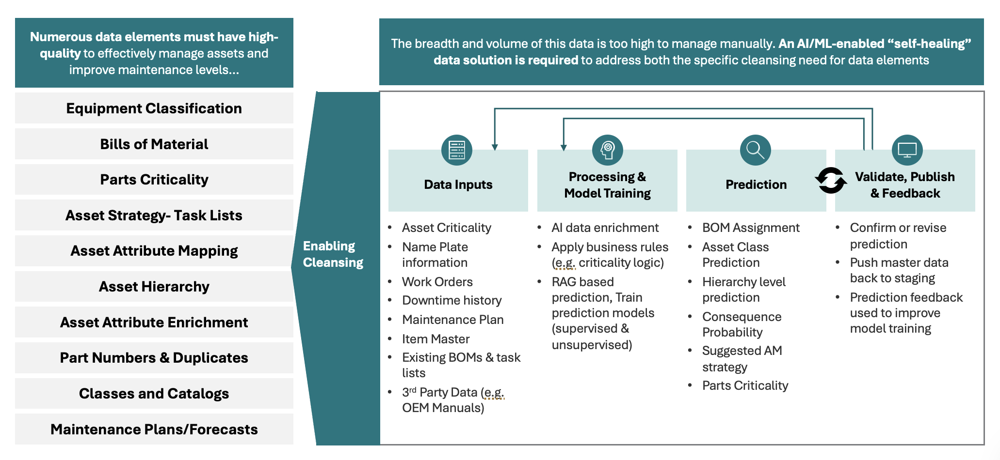 Numerous data elements must have high-
quality to effectively manage assets and
improve maintenance levels...
Equipment Classification
Bills of Material
Parts Criticality
Asset Strategy- Task Lists
Asset Attribute Mapping
Asset Hierarchy
Asset Attribute Enrichment
Part Numbers & Duplicates
Classes and Catalogs
Maintenance Plans/Forecasts
Enabling
Cleansing
The breadth and volume of this data is too high to manage manually. An AI/ML-enabled “self-healing”
data solution is required to address both the specific cleansing need for data elements
Data Inputs
• Asset Criticality
• Name Plate
information
• Work Orders
• Downtime history
• Maintenance Plan
• Item Master
• Existing BOMs & task
lists
• 3rd Party Data (e.g.
OEM Manuals)
Processing &
Model Training
• AI data enrichment
• Apply business rules
(e.g. criticality logic)
• RAG based
prediction, Train
prediction models
(supervised &
unsupervised)
Prediction
• BOM Assignment
• Asset Class
Prediction
• Hierarchy level
prediction
• Consequence
Probability
• Suggested AM
strategy
• Parts Criticality
Validate, Publish
& Feedback
• Confirm or revise
prediction
• Push master data
back to staging
• Prediction feedback
used to improve
model training